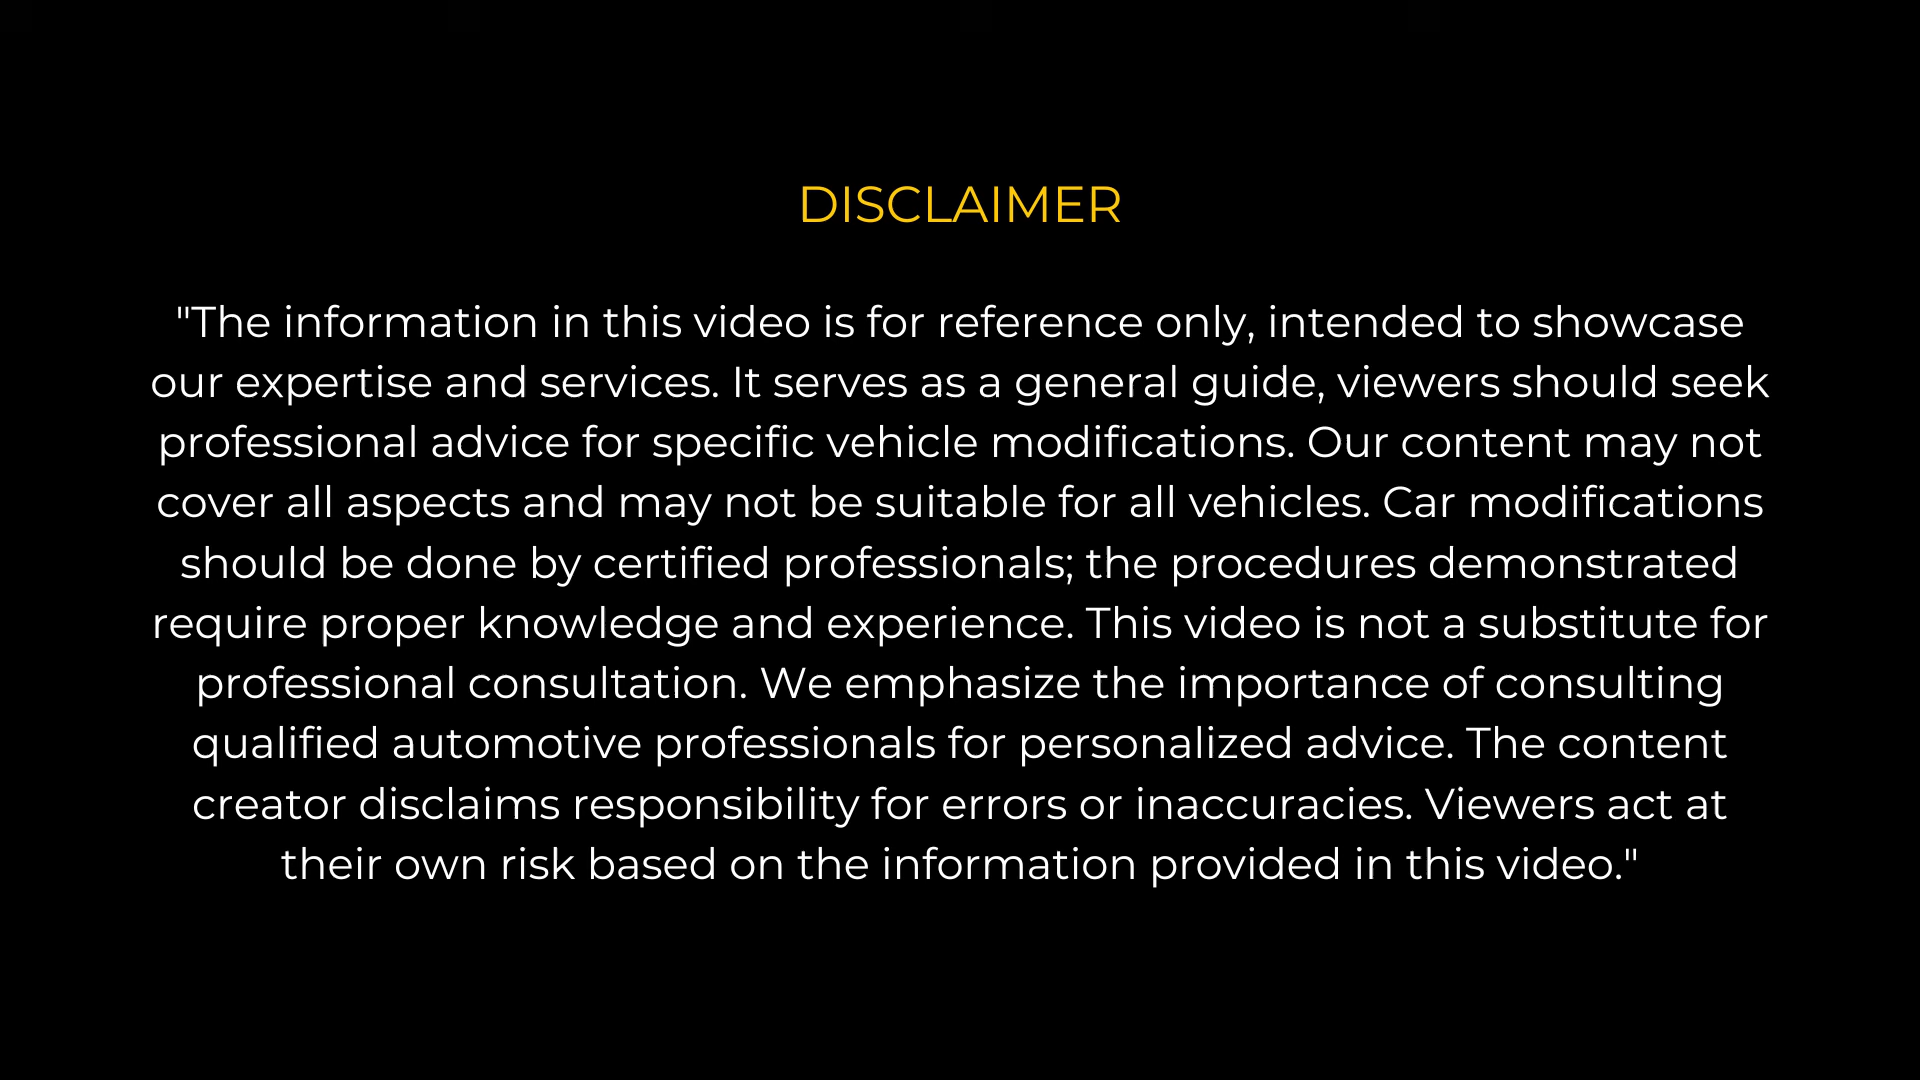 DISCLAIMER
"The information in this video is for reference only, intended to showcase
our expertise and services. It serves as a general guide, viewers should seek
professional advice for specific vehicle modifications. Our content may not
cover all aspects and may not be suitable for all vehicles. Car modifications
should be done by certified professionals; the procedures demonstrated
require proper knowledge and experience. This video is not a substitute for
professional consultation. We emphasize the importance of consulting
qualified automotive professionals for personalized advice. The content
creator disclaims responsibility for errors or inaccuracies. Viewers act at
their own risk based on the information provided in this video."